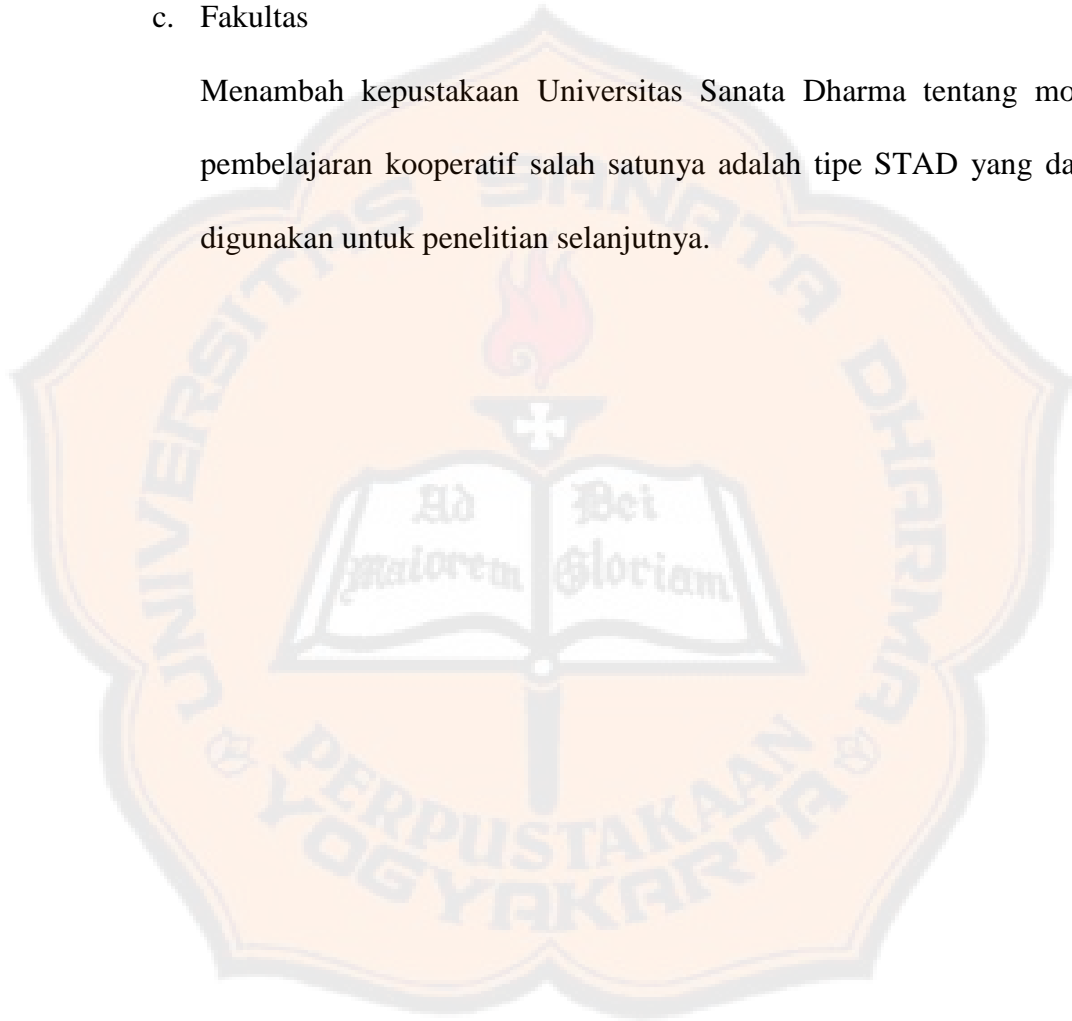 c. Fakultas
Menambah kepustakaan Universitas Sanata Dharma tentang mo
pembelajaran kooperatif salah satunya adalah tipe STAD yang da
digunakan untuk penelitian selanjutnya.
UNIVERSITAS SANATA DHARMA
Ad Dei
Maiorem Gloriam
PERPUSTAKAAN
YOGYAKARTA